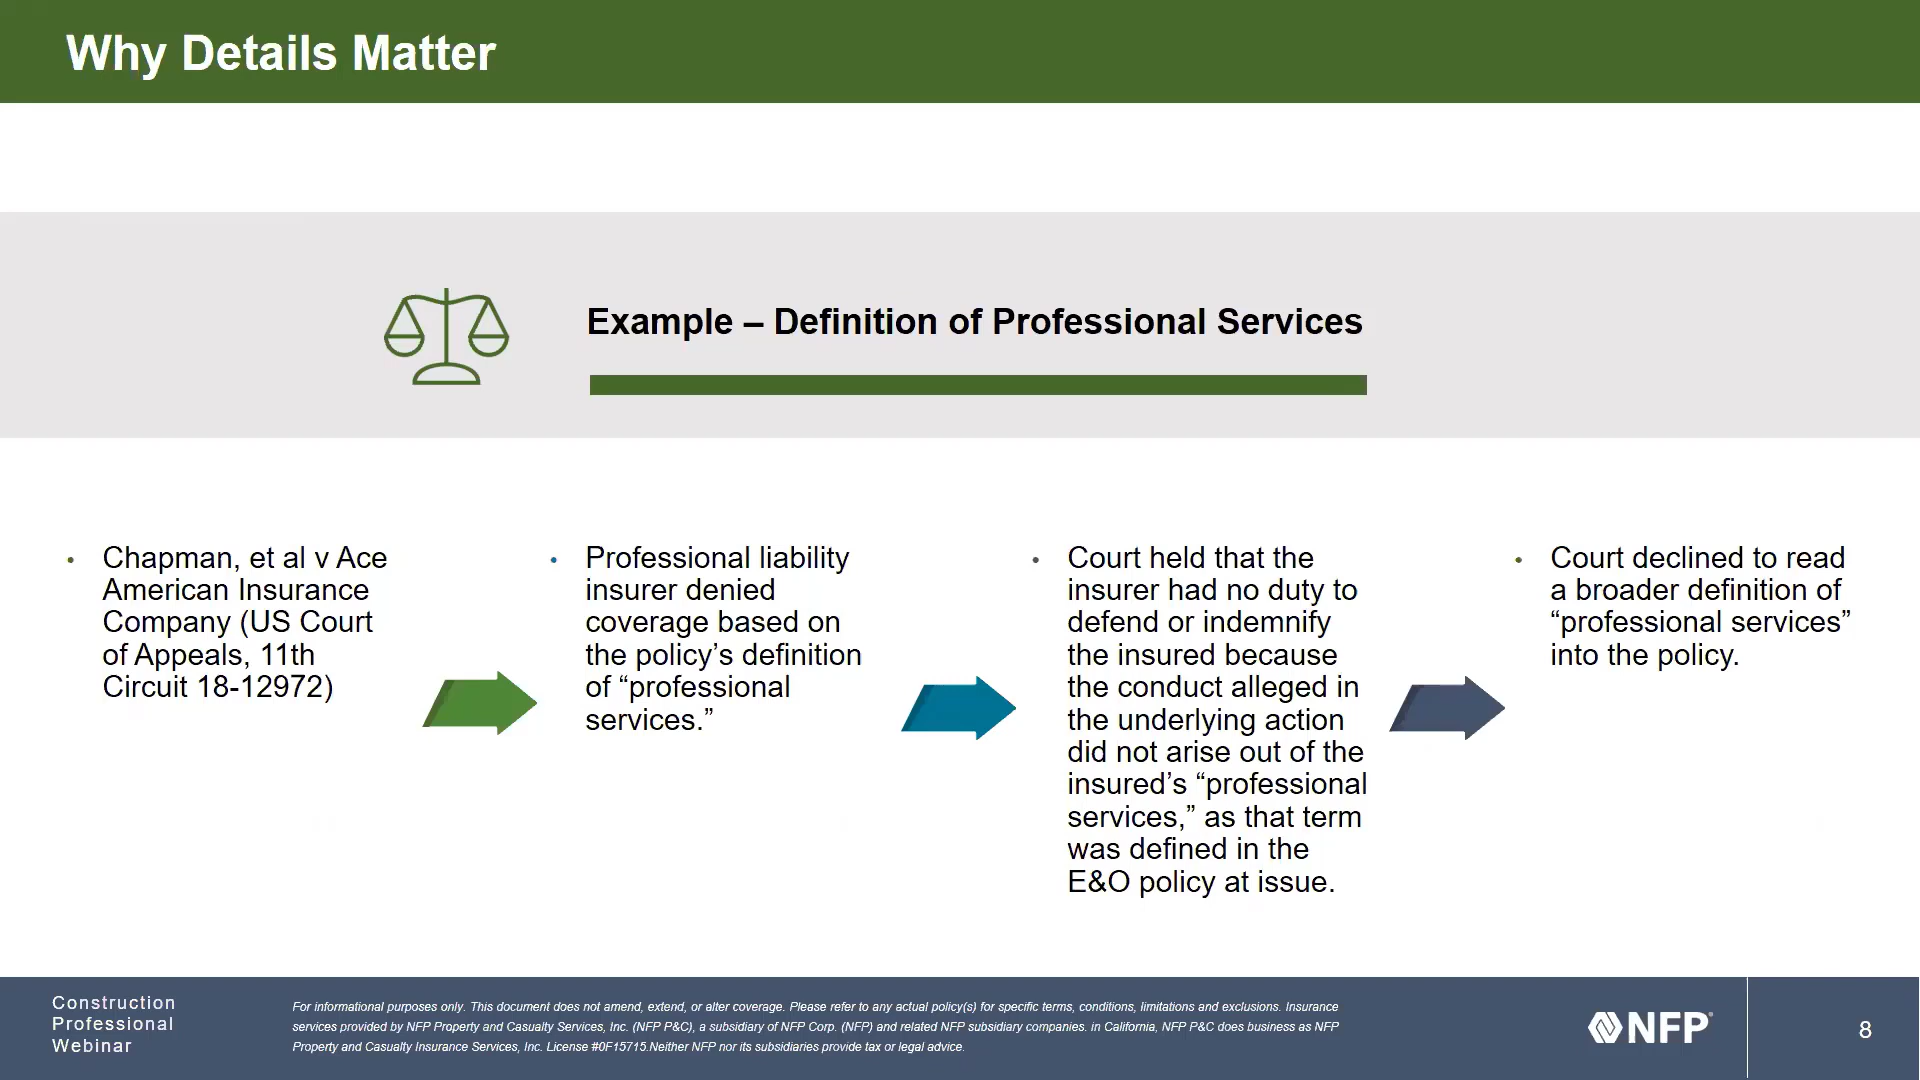 Why Details Matter
Example – Definition of Professional Services
• Chapman, et al v Ace
American Insurance
Company (US Court
of Appeals, 11th
Circuit 18-12972)
• Professional liability
insurer denied
coverage based on
the policy’s definition
of “professional
services.”
• Court held that the
insurer had no duty to
defend or indemnify
the insured because
the conduct alleged in
the underlying action
did not arise out of the
insured’s “professional
services,” as that term
was defined in the
E&O policy at issue.
• Court declined to read
a broader definition of
“professional services”
into the policy.
Construction
Professional
Webinar
For informational purposes only. This document does not amend, extend, or alter coverage. Please refer to any actual policy(s) for specific terms, conditions, limitations and exclusions. Insurance
services provided by NFP Property and Casualty Services, Inc. (NFP P&C), a subsidiary of NFP Corp. (NFP) and related NFP subsidiary companies. in California, NFP P&C does business as NFP
Property and Casualty Insurance Services, Inc. License #0F15715.Neither NFP nor its subsidiaries provide tax or legal advice.
NFP
8